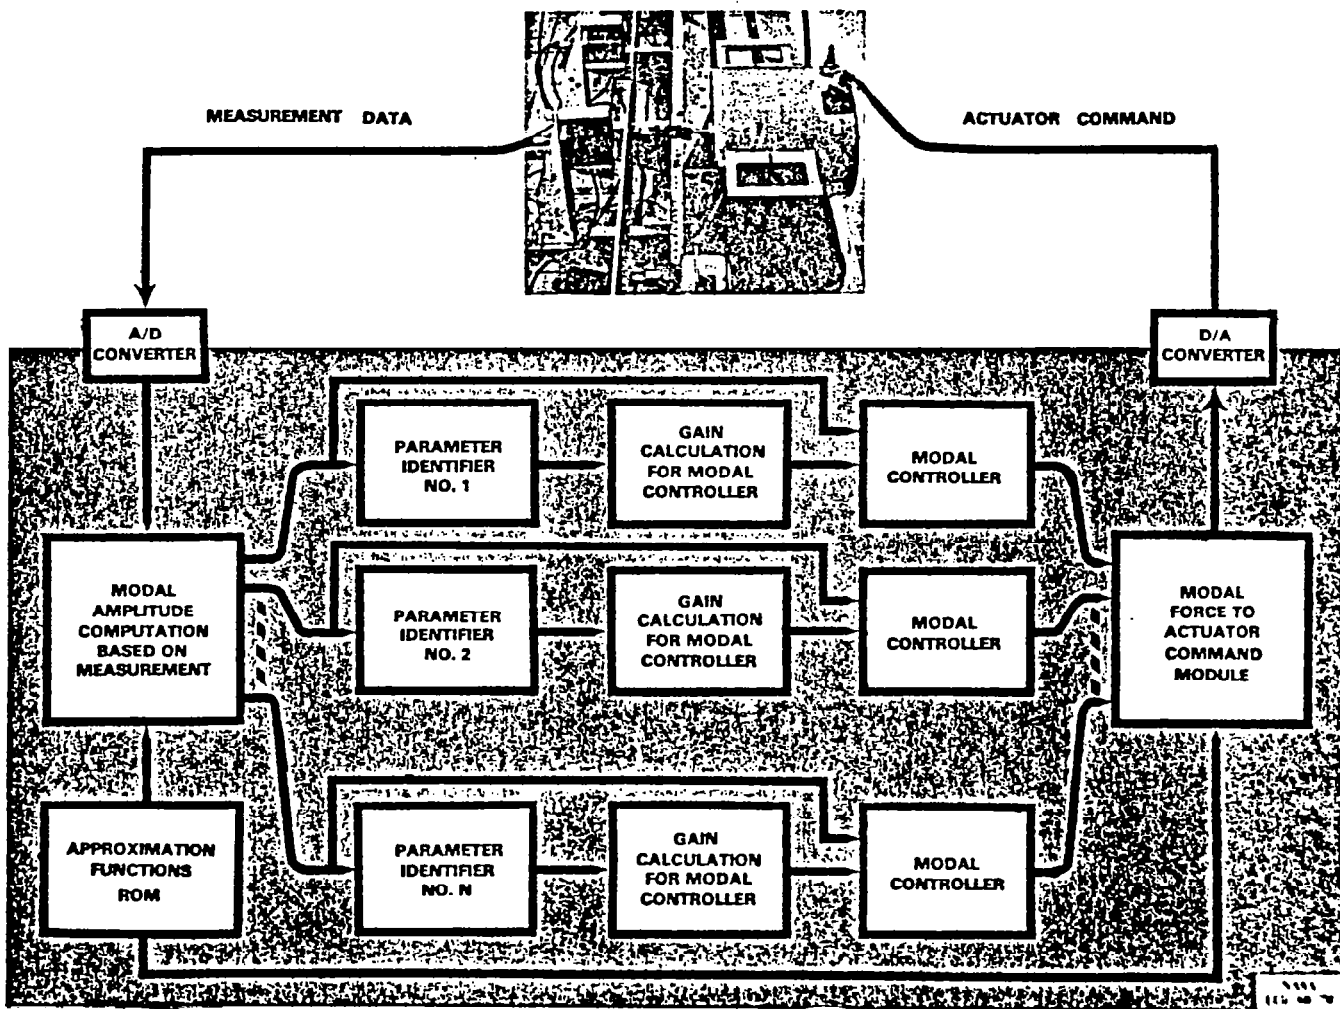 MEASUREMENT DATA
ACTUATOR COMMAND
A/D
CONVERTER
D/A
CONVERTER
PARAMETER
IDENTIFIER
NO. 1
GAIN
CALCULATION
FOR MODAL
CONTROLLER
MODAL
CONTROLLER
MODAL
AMPLITUDE
COMPUTATION
BASED ON
MEASUREMENT
PARAMETER
IDENTIFIER
NO. 2
GAIN
CALCULATION
FOR MODAL
CONTROLLER
MODAL
CONTROLLER
MODAL
FORCE TO
ACTUATOR
COMMAND
MODULE
APPROXIMATION
FUNCTIONS
ROM
PARAMETER
IDENTIFIER
NO. N
GAIN
CALCULATION
FOR MODAL
CONTROLLER
MODAL
CONTROLLER